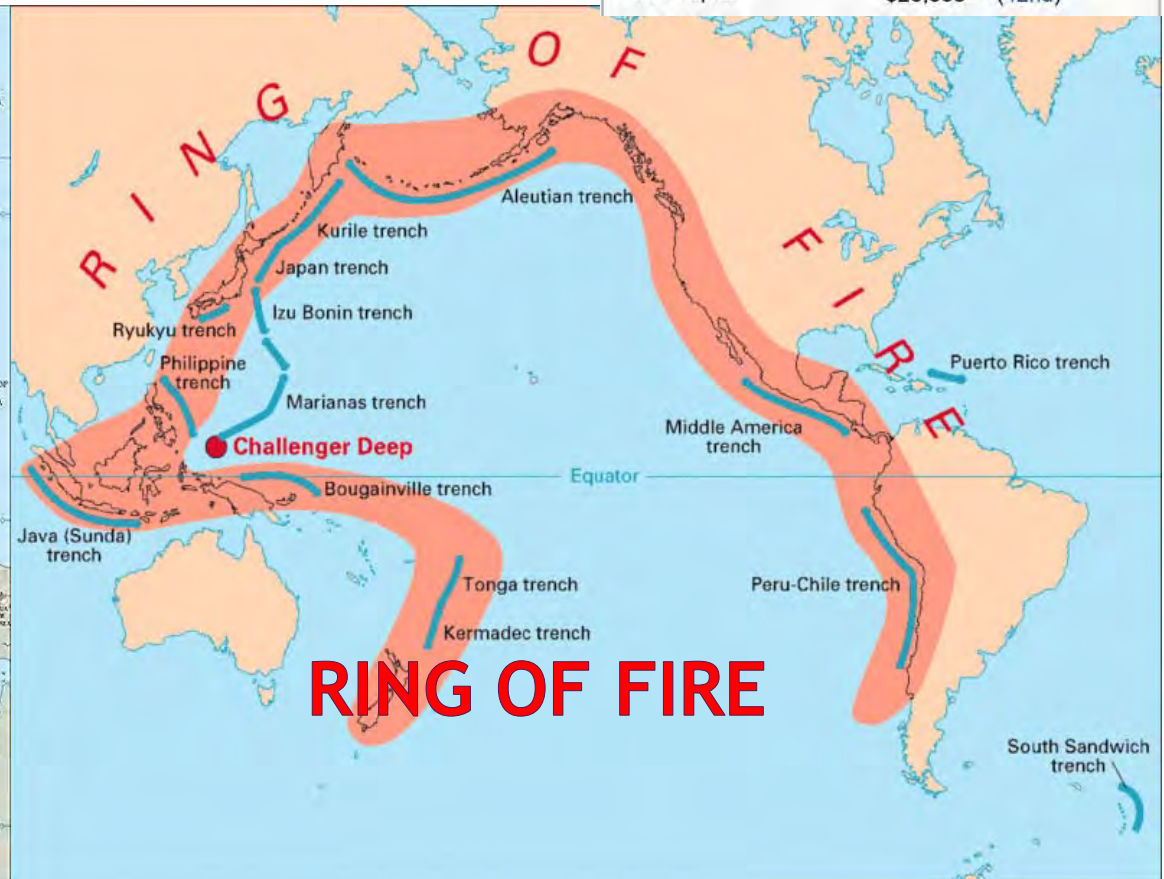 RING OF FIRE
Aleutian trench
Kurile trench
Japan trench
Izu Bonin trench
Ryukyu trench
Philippine
trench
Marianas trench
Challenger Deep
Puerto Rico trench
Middle America
trench
Equator
Bougainville trench
Java (Sunda)
trench
Tonga trench
Kermadec trench
Peru-Chile trench
RING OF FIRE
South Sandwich
trench